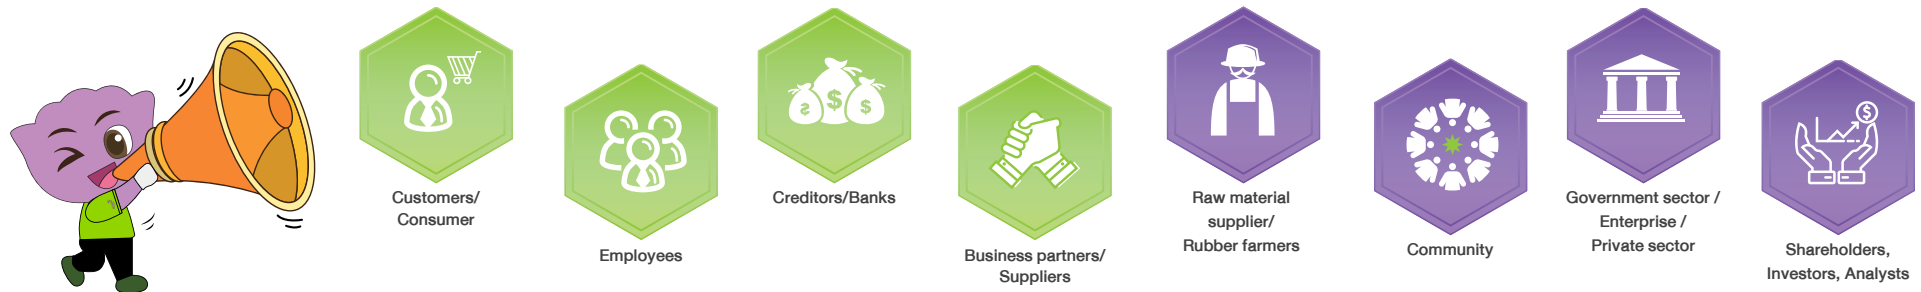 Customers/
Consumer
Employees
Creditors/Banks
Business partners/
Suppliers
Raw material
supplier/
Rubber farmers
Community
Government sector /
Enterprise /
Private sector
Shareholders,
Investors, Analysts